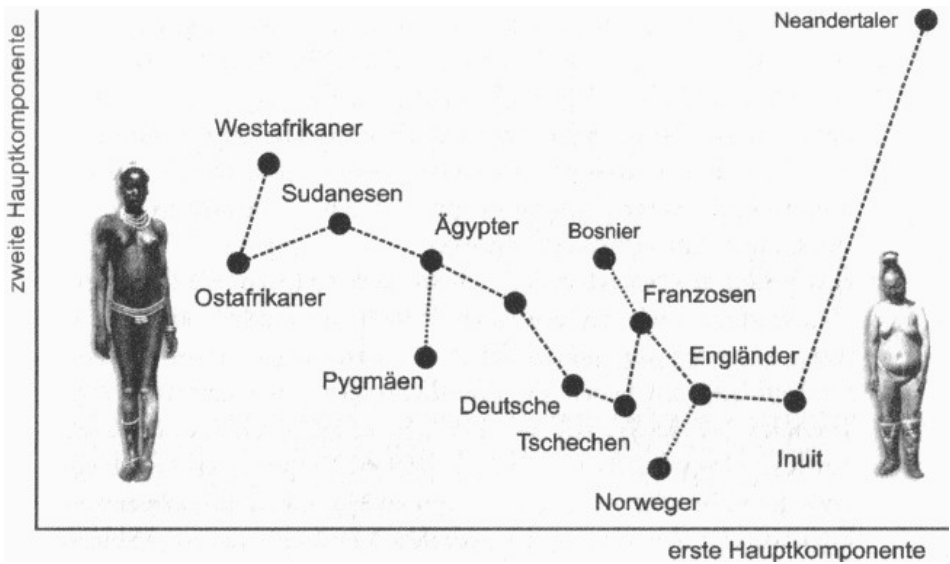 Neandertaler
zweite Hauptkomponente
Westafrikaner
Sudanesen
Ägypter
Bosnier
Ostafrikaner
Franzosen
Pygmäen
Engländer
Deutsche
Tschechen
Inuit
Norweger
erste Hauptkomponente